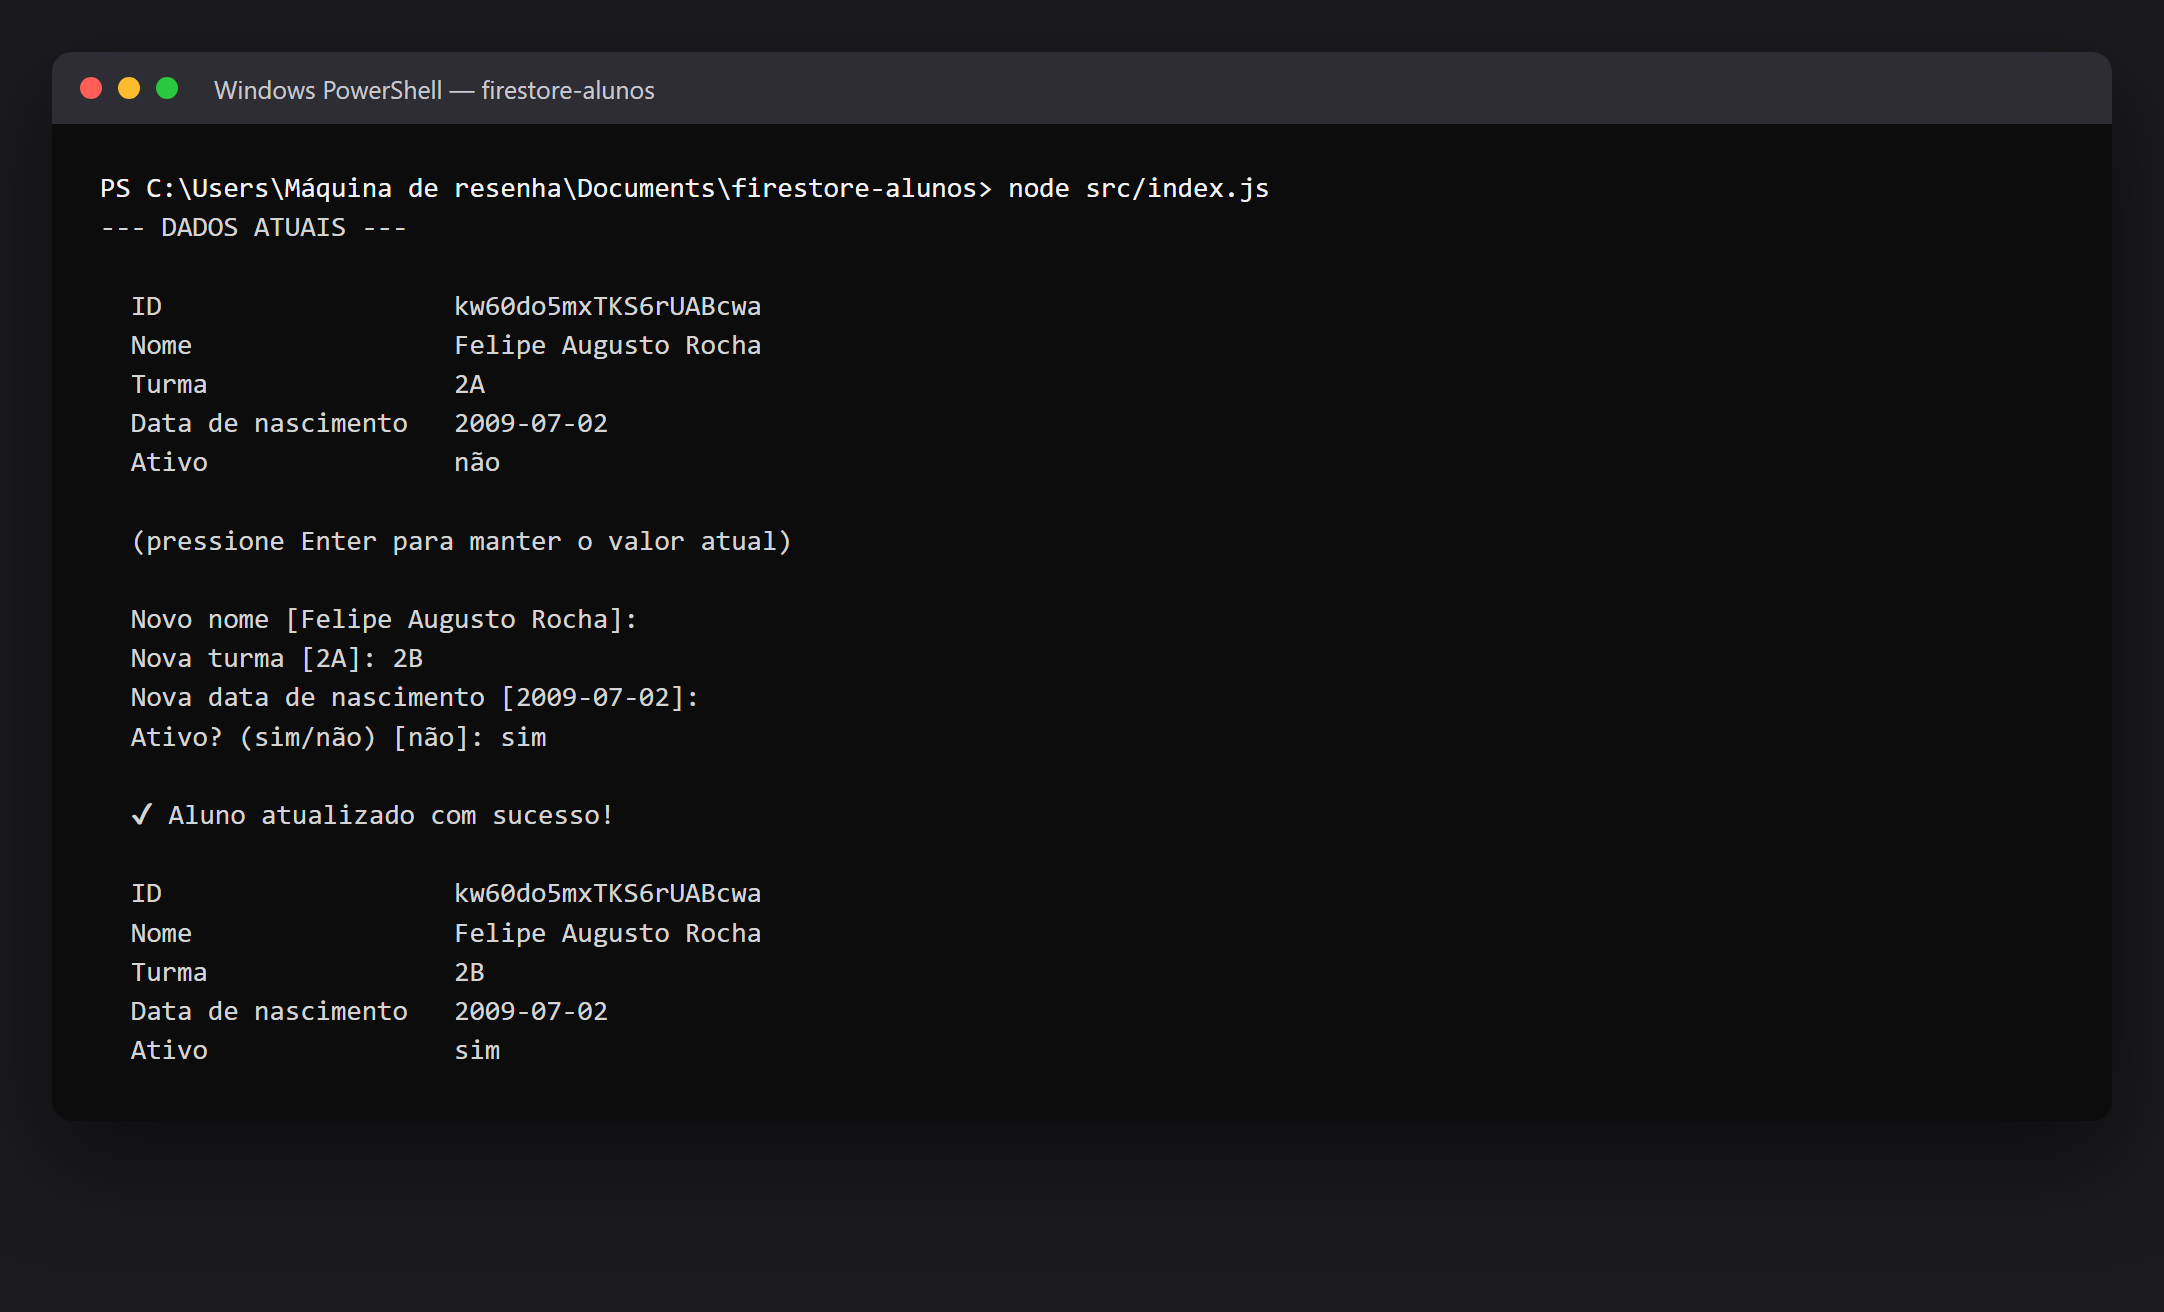 Windows PowerShell — firestore-alunos
PS C:\Users\Máquina de resenha\Documents\firestore-alunos> node src/index.js
--- DADOS ATUAIS ---
ID kw60do5mxTKS6rUABcwa
Nome Felipe Augusto Rocha
Turma 2A
Data de nascimento 2009-07-02
Ativo não
(pressione Enter para manter o valor atual)
Novo nome [Felipe Augusto Rocha]:
Nova turma [2A]: 2B
Nova data de nascimento [2009-07-02]:
Ativo? (sim/não) [não]: sim
✓ Aluno atualizado com sucesso!
ID kw60do5mxTKS6rUABcwa
Nome Felipe Augusto Rocha
Turma 2B
Data de nascimento 2009-07-02
Ativo sim